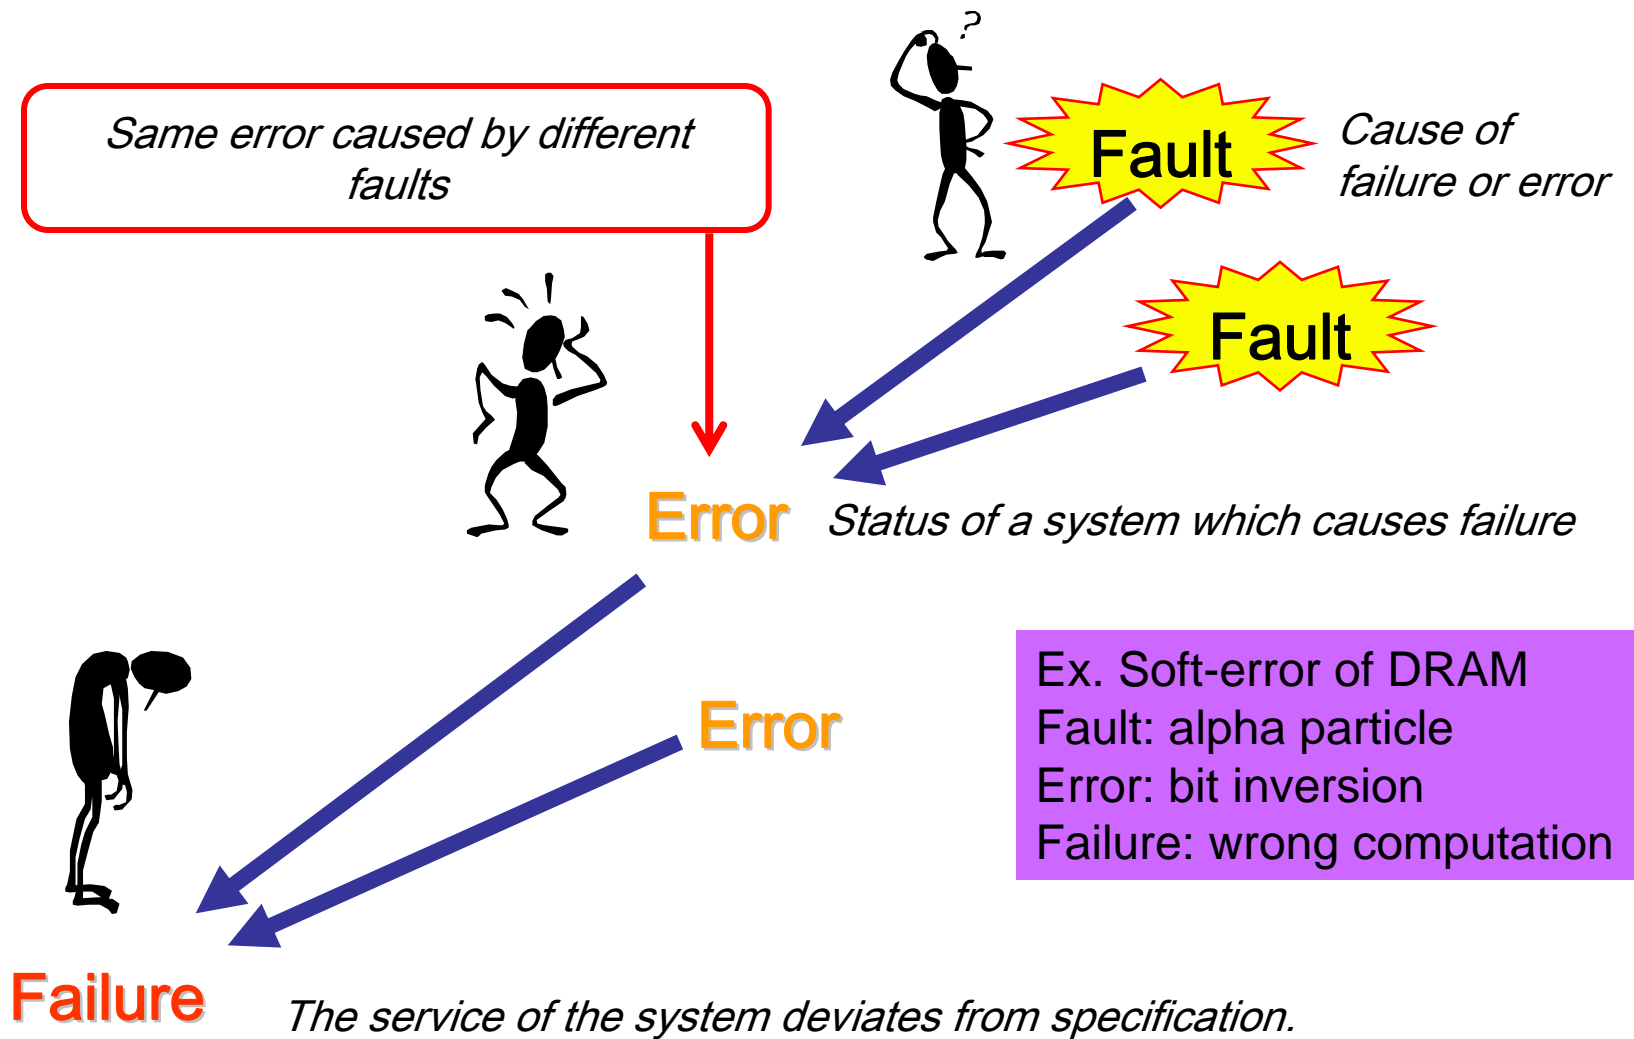 ?
Same error caused by different
faults
Fault
Cause of
failure or error
Fault
Error
Status of a system which causes failure
Error
Ex. Soft-error of DRAM
Fault: alpha particle
Error: bit inversion
Failure: wrong computation
Failure
The service of the system deviates from specification.